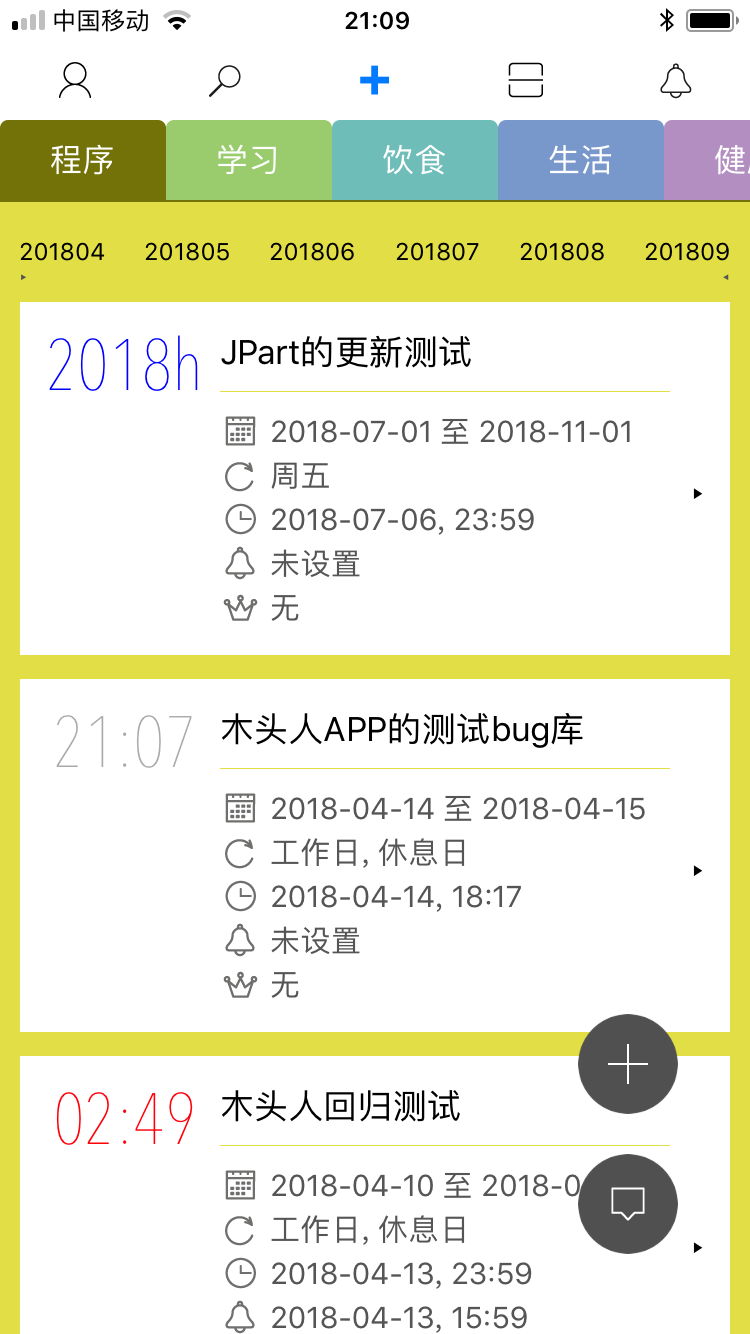 中国移动 21:09
程序 学习 饮食 生活 健
201804 201805 201806 201807 201808 201809
2018h JPart的更新测试
2018-07-01 至 2018-11-01
周五
2018-07-06, 23:59
未设置
无
21:07 木头人APP的测试bug库
2018-04-14 至 2018-04-15
工作日, 休息日
2018-04-14, 18:17
未设置
无
02:49 木头人回归测试
2018-04-10 至 2018-0
工作日, 休息日
2018-04-13, 23:59
2018-04-13, 15:59